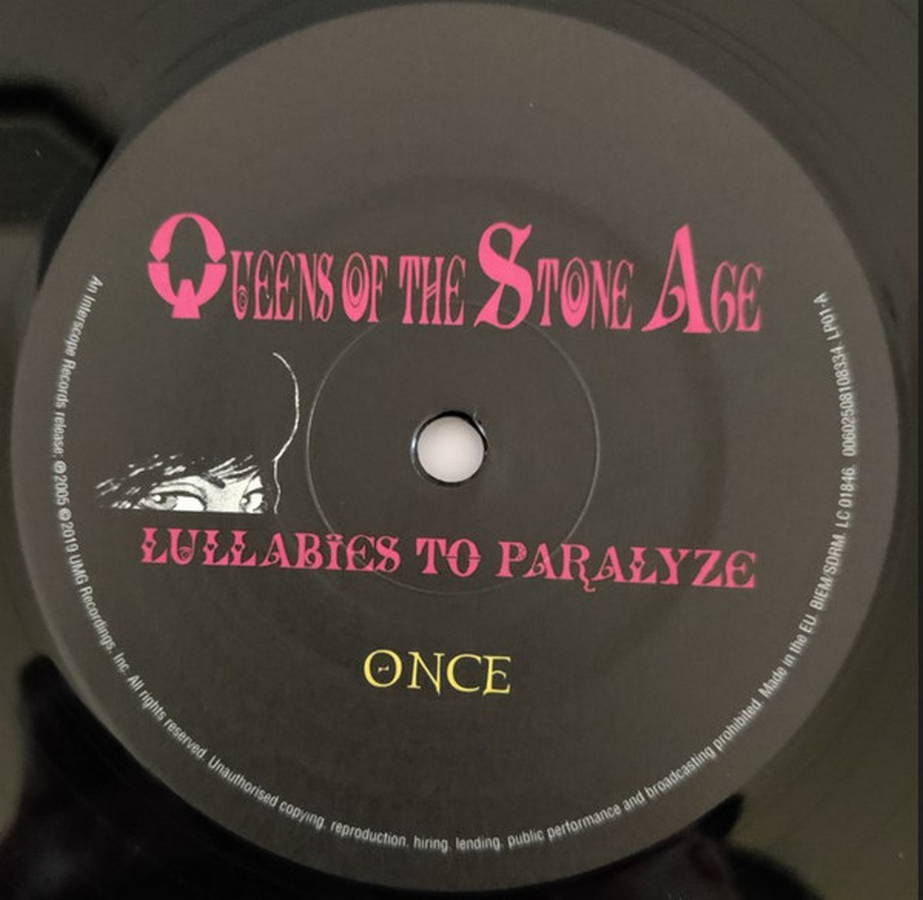 QUEENS OF THE STONE AGE
LULLABIES TO PARALYZE
ONCE
An Interscope Records release. ℗ 2005 © 2019 UMG Recordings, Inc. All rights reserved. Unauthorised copying, reproduction, hiring, lending, public performance and broadcasting prohibited. Made in the EU. BIEM/SDRM. LC 01846. 00602508108334. LP01-A